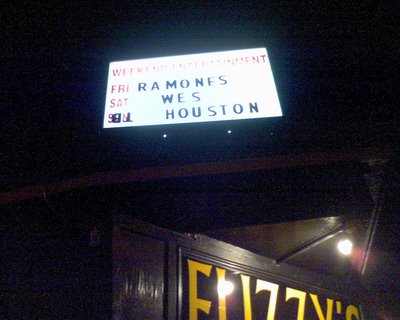 WEEKEND ENTERTAINMENT
FRI RAMONES
SAT WES
HOUSTON
FUZZY'S